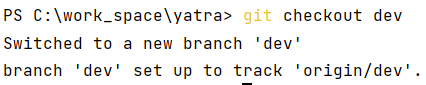 PS C:\work_space\yatra> git checkout dev
Switched to a new branch 'dev'
branch 'dev' set up to track 'origin/dev'.